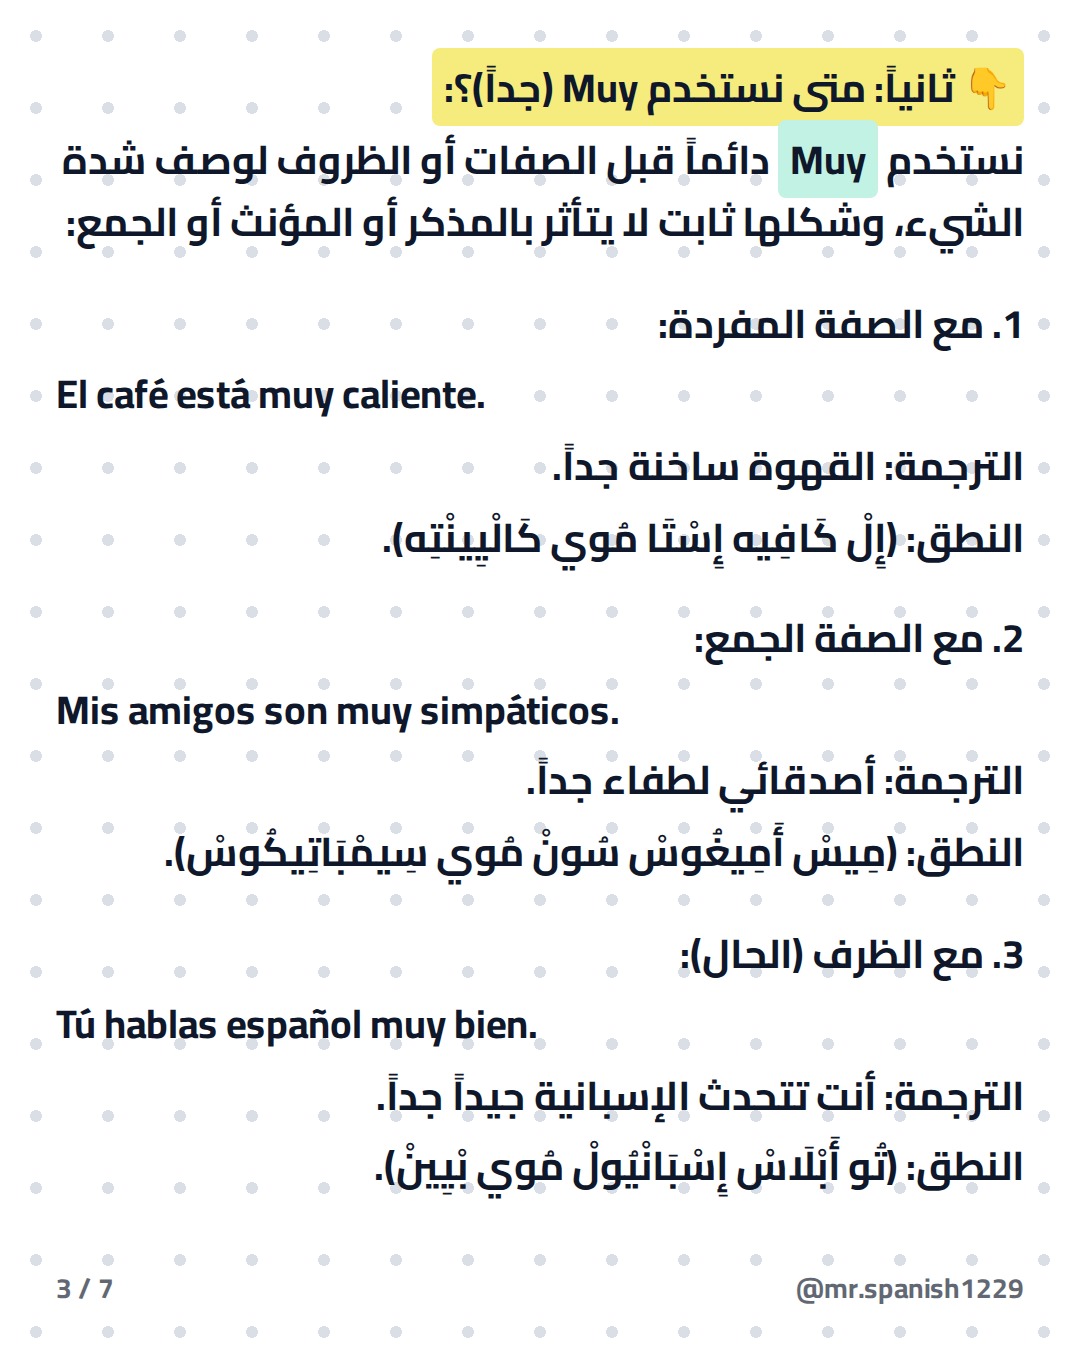 👇 ثانياً: متى نستخدم Muy (جداً)؟:
نستخدم Muy دائماً قبل الصفات أو الظروف لوصف شدة
الشيء، وشكلها ثابت لا يتأثر بالمذكر أو المؤنث أو الجمع:
1. مع الصفة المفردة:
El café está muy caliente.
الترجمة: القهوة ساخنة جداً.
النطق: (إِلْ كَافِيه إِسْتَا مُوي كَالْيِينْتِه).
2. مع الصفة الجمع:
Mis amigos son muy simpáticos.
الترجمة: أصدقائي لطفاء جداً.
النطق: (مِيسْ أَمِيغُوسْ سُونْ مُوي سِيمْبَاتِيكُوسْ).
3. مع الظرف (الحال):
Tú hablas español muy bien.
الترجمة: أنت تتحدث الإسبانية جيداً جداً.
النطق: (تُو أَبْلَاسْ إِسْبَانْيُولْ مُوي بْيِينْ).
3 / 7
@mr.spanish1229